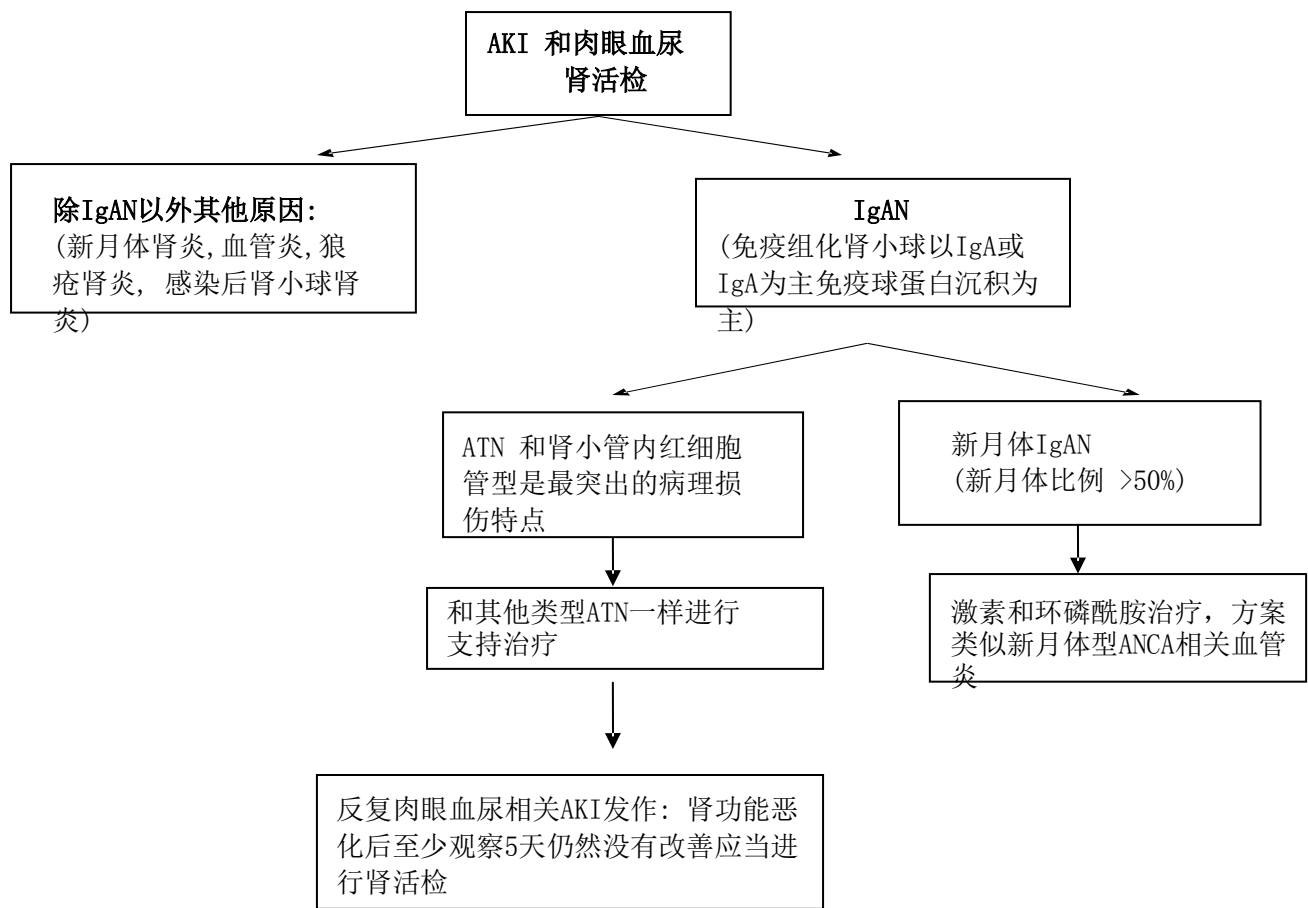 AKI 和肉眼血尿
肾活检
除IgAN以外其他原因:
(新月体肾炎,血管炎,狼
疮肾炎, 感染后肾小球肾
炎)
IgAN
(免疫组化肾小球以IgA或
IgA为主免疫球蛋白沉积为
主)
ATN 和肾小管内红细胞
管型是最突出的病理损
伤特点
新月体IgAN
(新月体比例 >50%)
和其他类型ATN一样进行
支持治疗
激素和环磷酰胺治疗，方案
类似新月体型ANCA相关血管
炎
反复肉眼血尿相关AKI发作: 肾功能恶
化后至少观察5天仍然没有改善应当进
行肾活检